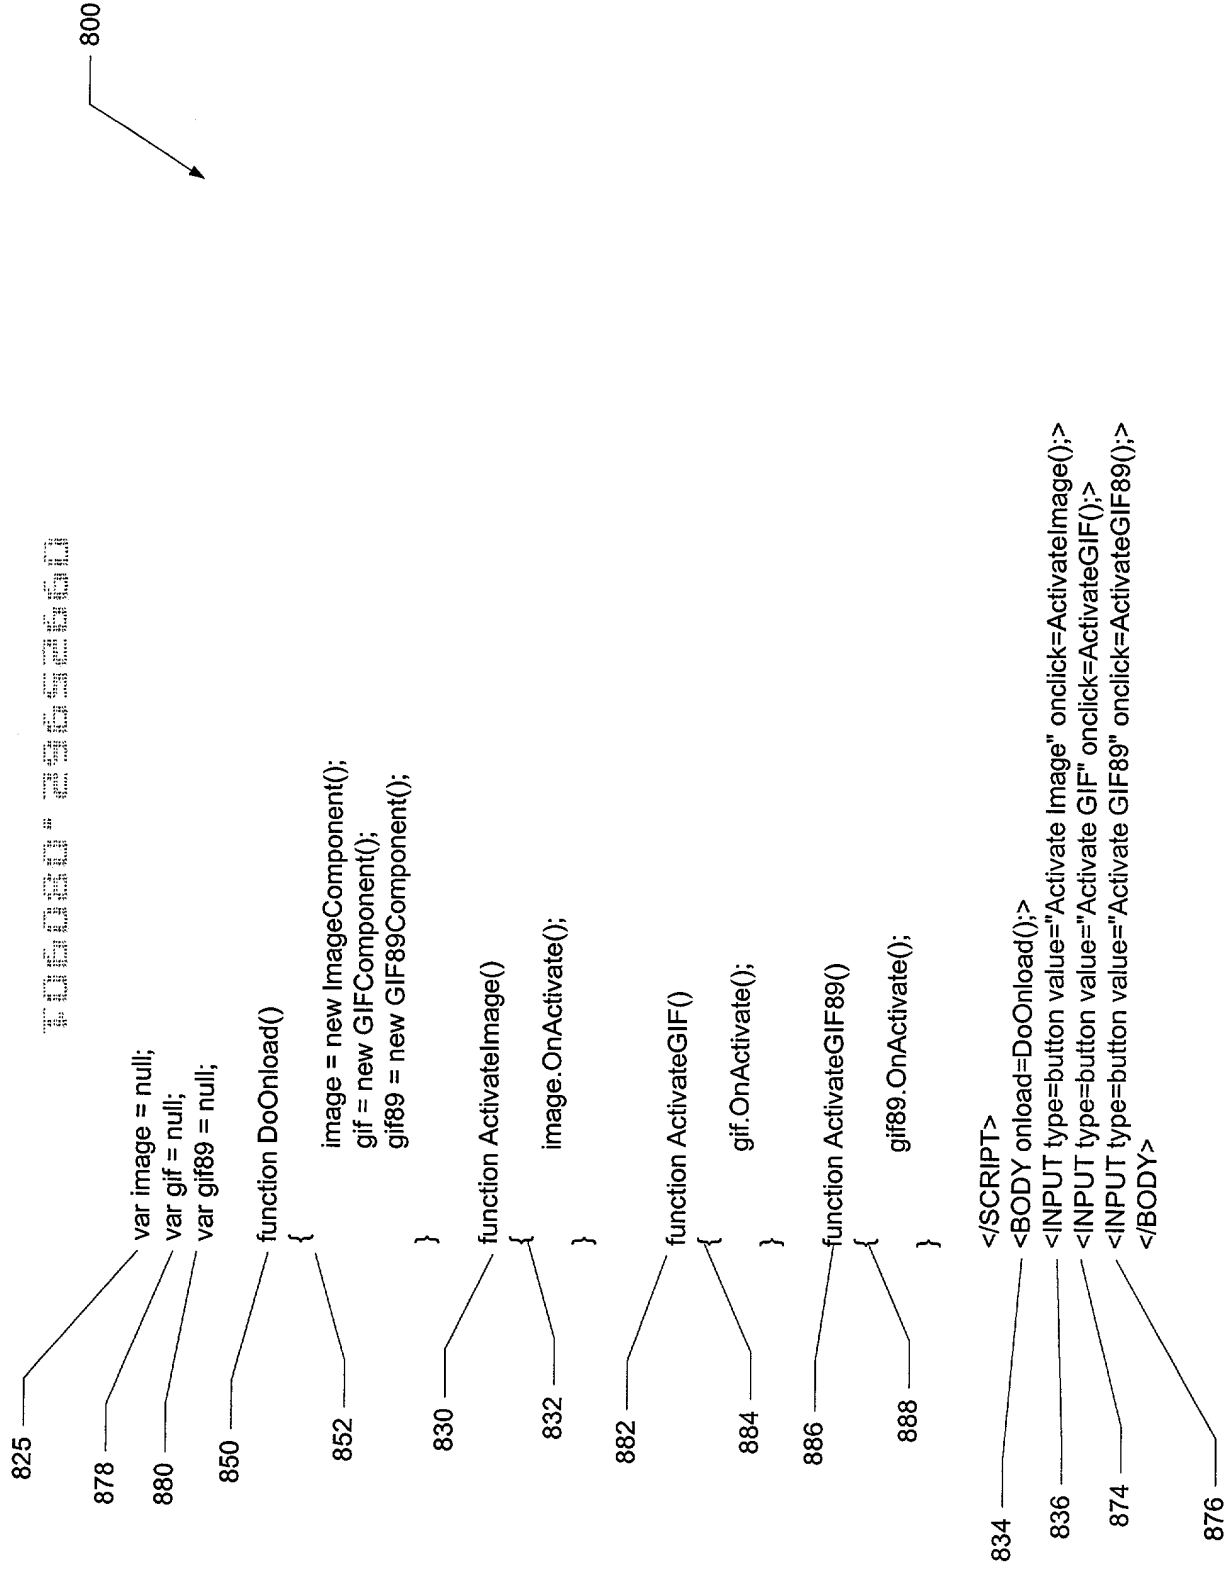 800
825 var image = null;
878 var gif = null;
880 var gif89 = null;
850 function DoOnload()
852 {
image = new ImageComponent();
gif = new GIFComponent();
gif89 = new GIF89Component();
}
830 function ActivateImage()
832 {
image.OnActivate();
}
882 function ActivateGIF()
884 {
gif.OnActivate();
}
886 function ActivateGIF89()
888 {
gif89.OnActivate();
}
</SCRIPT>
834 <BODY onload=DoOnload();>
836 <INPUT type=button value="Activate Image" onclick=ActivateImage();>
874 <INPUT type=button value="Activate GIF" onclick=ActivateGIF();>
876 <INPUT type=button value="Activate GIF89" onclick=ActivateGIF89();>
</BODY>